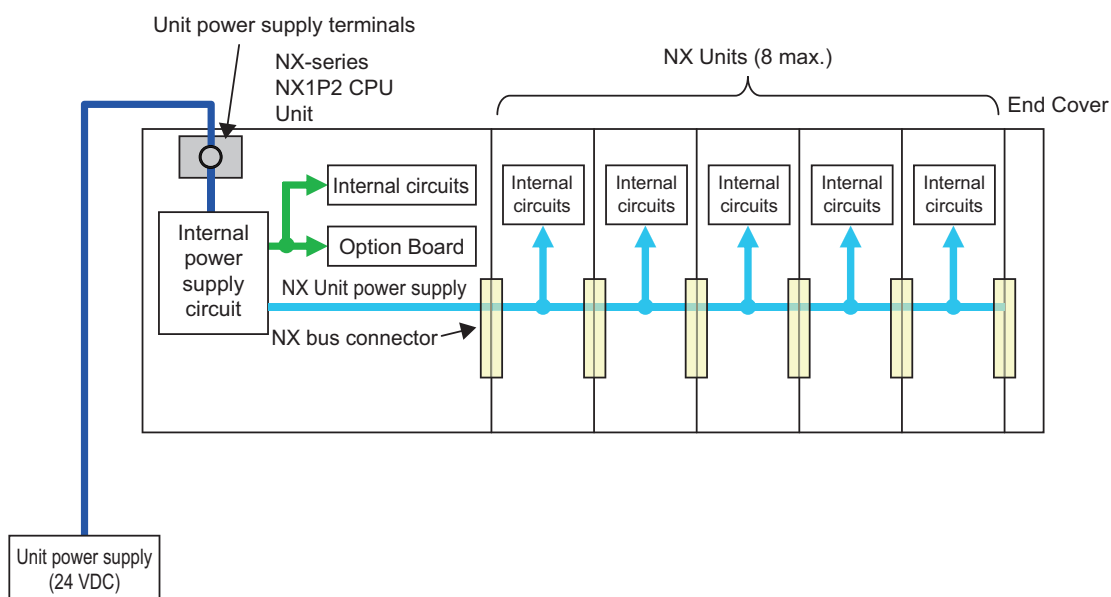 Unit power supply terminals
NX-series
NX1P2 CPU
Unit
NX Units (8 max.)
End Cover
Internal circuits
Option Board
Internal
power
supply
circuit
NX Unit power supply
NX bus connector
Internal
circuits
Internal
circuits
Internal
circuits
Internal
circuits
Internal
circuits
Unit power supply
(24 VDC)